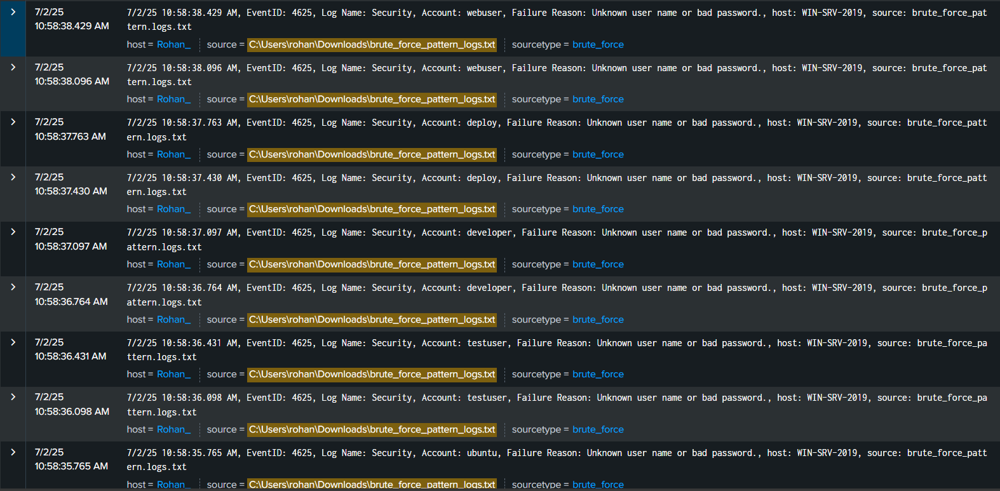 7/2/25 7/2/25 10:58:38.429 AM, EventID: 4625, Log Name: Security, Account: webuser, Failure Reason: Unknown user name or bad password., host: WIN-SRV-2019, source: brute_force_pat
10:58:38.429 AM tern.logs.txt
host = Rohan_ source = C:\Users\rohan\Downloads\brute_force_pattern_logs.txt sourcetype = brute_force
7/2/25 7/2/25 10:58:38.096 AM, EventID: 4625, Log Name: Security, Account: webuser, Failure Reason: Unknown user name or bad password., host: WIN-SRV-2019, source: brute_force_pat
10:58:38.096 AM tern.logs.txt
host = Rohan_ source = C:\Users\rohan\Downloads\brute_force_pattern_logs.txt sourcetype = brute_force
7/2/25 7/2/25 10:58:37.763 AM, EventID: 4625, Log Name: Security, Account: deploy, Failure Reason: Unknown user name or bad password., host: WIN-SRV-2019, source: brute_force_patt
10:58:37.763 AM ern.logs.txt
host = Rohan_ source = C:\Users\rohan\Downloads\brute_force_pattern_logs.txt sourcetype = brute_force
7/2/25 7/2/25 10:58:37.430 AM, EventID: 4625, Log Name: Security, Account: deploy, Failure Reason: Unknown user name or bad password., host: WIN-SRV-2019, source: brute_force_patt
10:58:37.430 AM ern.logs.txt
host = Rohan_ source = C:\Users\rohan\Downloads\brute_force_pattern_logs.txt sourcetype = brute_force
7/2/25 7/2/25 10:58:37.097 AM, EventID: 4625, Log Name: Security, Account: developer, Failure Reason: Unknown user name or bad password., host: WIN-SRV-2019, source: brute_force_p
10:58:37.097 AM attern.logs.txt
host = Rohan_ source = C:\Users\rohan\Downloads\brute_force_pattern_logs.txt sourcetype = brute_force
7/2/25 7/2/25 10:58:36.764 AM, EventID: 4625, Log Name: Security, Account: developer, Failure Reason: Unknown user name or bad password., host: WIN-SRV-2019, source: brute_force_p
10:58:36.764 AM attern.logs.txt
host = Rohan_ source = C:\Users\rohan\Downloads\brute_force_pattern_logs.txt sourcetype = brute_force
7/2/25 7/2/25 10:58:36.431 AM, EventID: 4625, Log Name: Security, Account: testuser, Failure Reason: Unknown user name or bad password., host: WIN-SRV-2019, source: brute_force_pa
10:58:36.431 AM ttern.logs.txt
host = Rohan_ source = C:\Users\rohan\Downloads\brute_force_pattern_logs.txt sourcetype = brute_force
7/2/25 7/2/25 10:58:36.098 AM, EventID: 4625, Log Name: Security, Account: testuser, Failure Reason: Unknown user name or bad password., host: WIN-SRV-2019, source: brute_force_pa
10:58:36.098 AM ttern.logs.txt
host = Rohan_ source = C:\Users\rohan\Downloads\brute_force_pattern_logs.txt sourcetype = brute_force
7/2/25 7/2/25 10:58:35.765 AM, EventID: 4625, Log Name: Security, Account: ubuntu, Failure Reason: Unknown user name or bad password., host: WIN-SRV-2019, source: brute_force_patt
10:58:35.765 AM ern.logs.txt
host = Rohan_ source = C:\Users\rohan\Downloads\brute_force_pattern_logs.txt sourcetype = brute_force